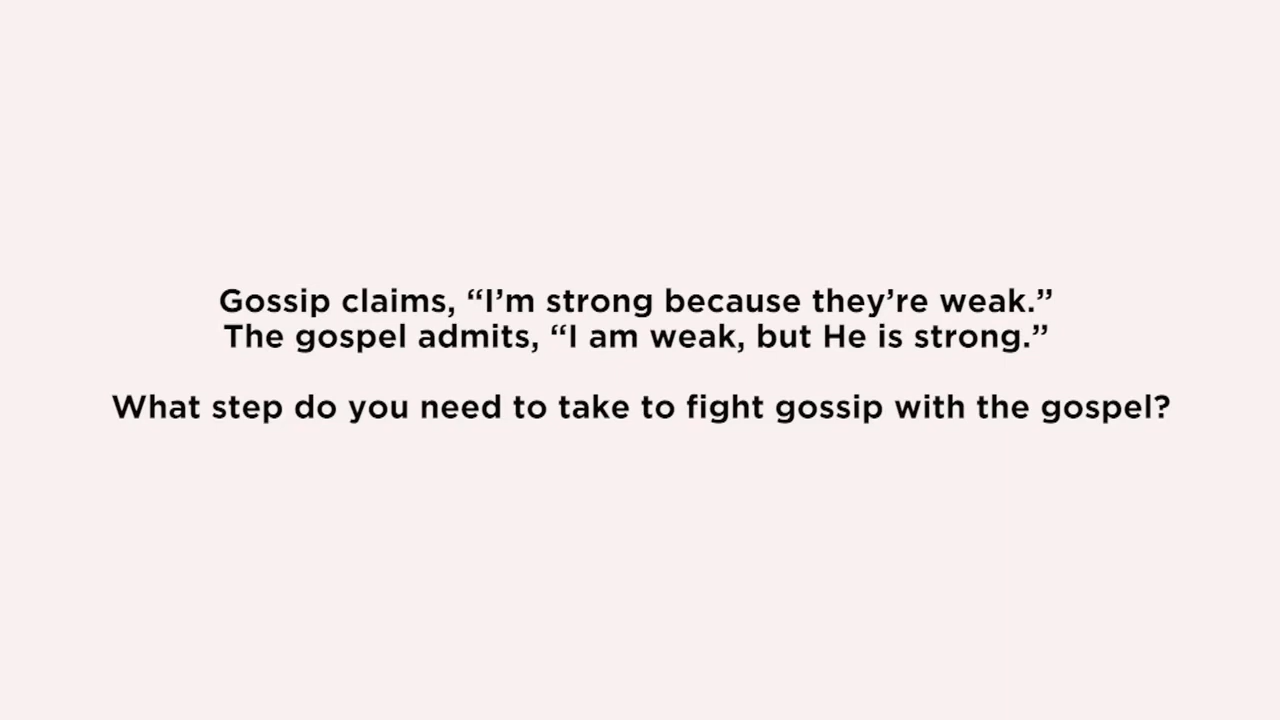 Gossip claims, “I’m strong because they’re weak.”
The gospel admits, “I am weak, but He is strong.”
What step do you need to take to fight gossip with the gospel?